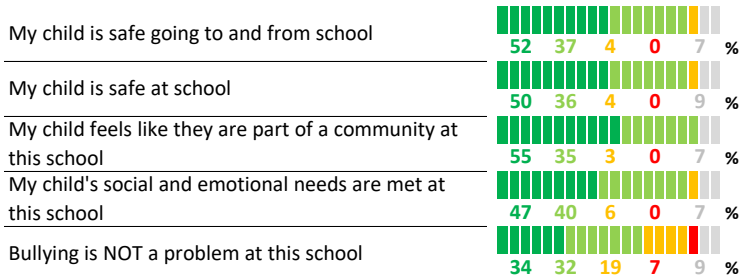 My child is safe going to and from school
52 37 4 0 7 %
My child is safe at school
50 36 4 0 9 %
My child feels like they are part of a community at
this school
55 35 3 0 7 %
My child's social and emotional needs are met at
this school
47 40 6 0 7 %
Bullying is NOT a problem at this school
34 32 19 7 9 %